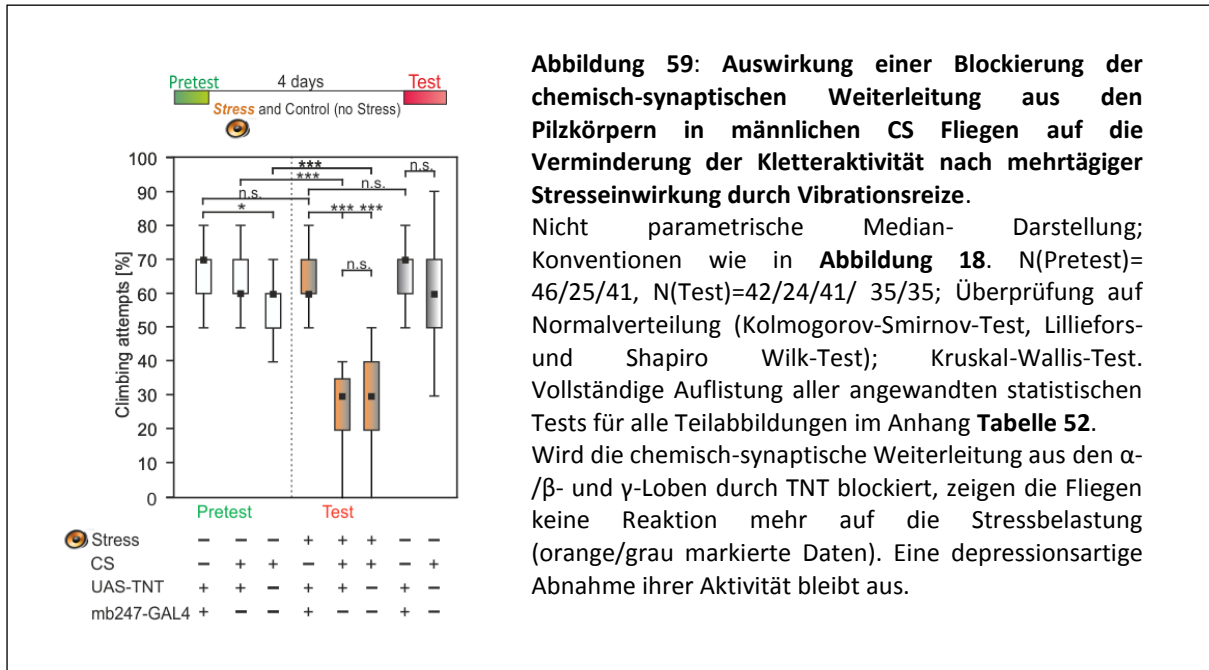 Pretest 4 days Test
Stress and Control (no Stress)
*** n.s.
***
n.s. n.s.
* *** ***
n.s.
Climbing attempts [%]
100
90
80
70
60
50
40
30
20
10
0
Pretest Test
Stress – – – + + + – –
CS – + + – + + – +
UAS-TNT + + – + + – + –
mb247-GAL4 + – – + – – + –
Abbildung 59: Auswirkung einer Blockierung der
chemisch-synaptischen Weiterleitung aus den
Pilzkörpern in männlichen CS Fliegen auf die
Verminderung der Kletteraktivität nach mehrtägiger
Stresseinwirkung durch Vibrationsreize.
Nicht parametrische Median- Darstellung;
Konventionen wie in Abbildung 18. N(Pretest)=
46/25/41, N(Test)=42/24/41/ 35/35; Überprüfung auf
Normalverteilung (Kolmogorov-Smirnov-Test, Lilliefors-
und Shapiro Wilk-Test); Kruskal-Wallis-Test.
Vollständige Auflistung aller angewandten statistischen
Tests für alle Teilabbildungen im Anhang Tabelle 52.
Wird die chemisch-synaptische Weiterleitung aus den α-
/β- und γ-Loben durch TNT blockiert, zeigen die Fliegen
keine Reaktion mehr auf die Stressbelastung
(orange/grau markierte Daten). Eine depressionsartige
Abnahme ihrer Aktivität bleibt aus.